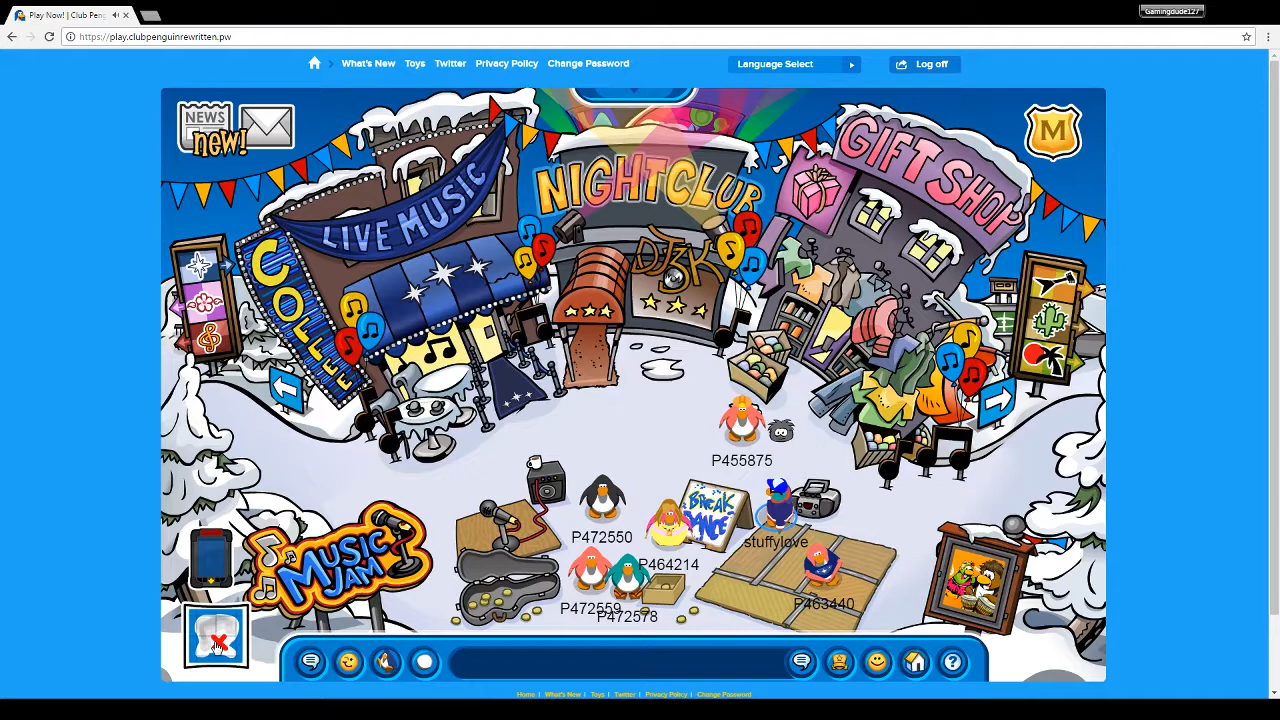 Play Now! | Club Peng
Gamingdude127
https://play.clubpenguinrewritten.pw
What's New Toys Twitter Privacy Policy Change Password
Language Select
Log off
NEWS
new!
M
LIVE MUSIC
NIGHTCLUB
GIFT SHOP
COFFEE
DJ3K
P455875
BREAK DANCE
P472550
stuffylove
P464214
MUSIC JAM
P472559
P472578
P463440
Home | What's New | Toys | Twitter | Privacy Policy | Change Password